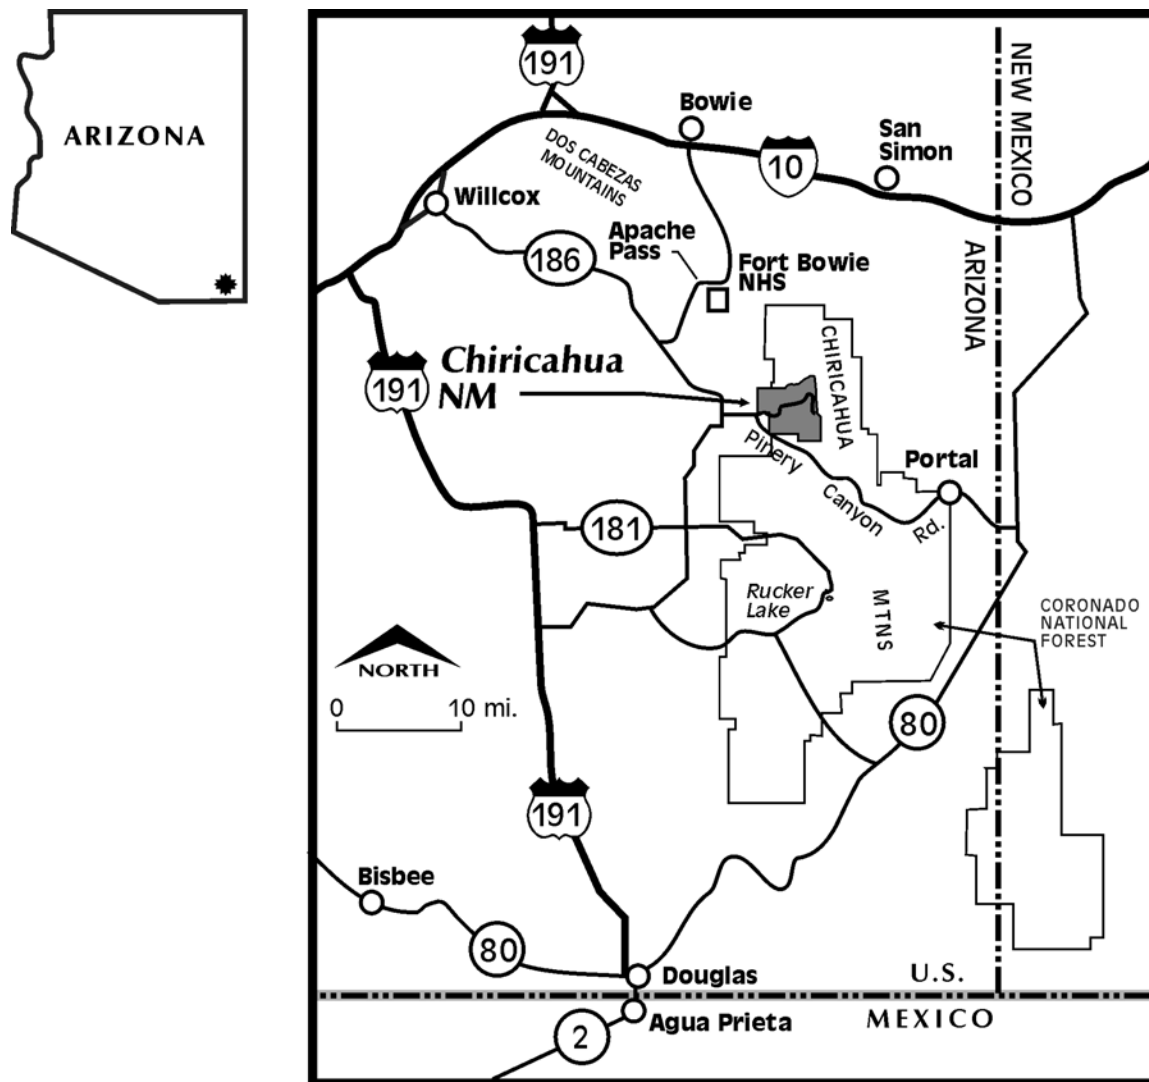 ARIZONA
191
Bowie
San
Simon
NEW MEXICO
10
DOS CABEZAS
MOUNTAINS
Willcox
186
Apache
Pass
Fort Bowie
NHS
ARIZONA
Chiricahua
NM
191
CHIRICAHUA
Pinery
Canyon
Rd.
Portal
181
Rucker
Lake
MTNS
CORONADO
NATIONAL
FOREST
NORTH
0
10 mi.
80
191
Bisbee
80
Douglas
U.S.
MEXICO
Agua Prieta
2